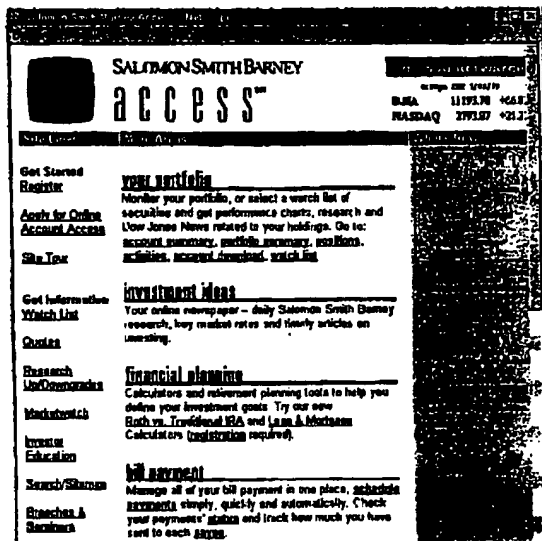 SALOMON SMITH BARNEY
access℠
DJIA 11193.70
NASDAQ
Get Started
Register
Apply for Online
Account Access
Site Tour
Get Information
Watch List
Quotes
Research
Up/Downgrades
Marketwatch
Investor
Education
Search/Sitemap
Branches &
Seminars
your portfolio
Monitor your portfolio, or select a watch list of
securities and get performance charts, research and
Dow Jones News related to your holdings. Go to:
account summary, portfolio summary, positions,
activities, account download, watch list
investment ideas
Your online newspaper – daily Salomon Smith Barney
research, key market rates and timely articles on
investing.
financial planning
Calculators and retirement planning tools to help you
define your investment goals. Try our new
Roth vs. Traditional IRA and Loan & Mortgage
Calculators (registration required).
bill payment
Manage all of your bill payment in one place, schedule
payments simply, quickly and automatically. Check
your payments' status and track how much you have
sent to each payee.